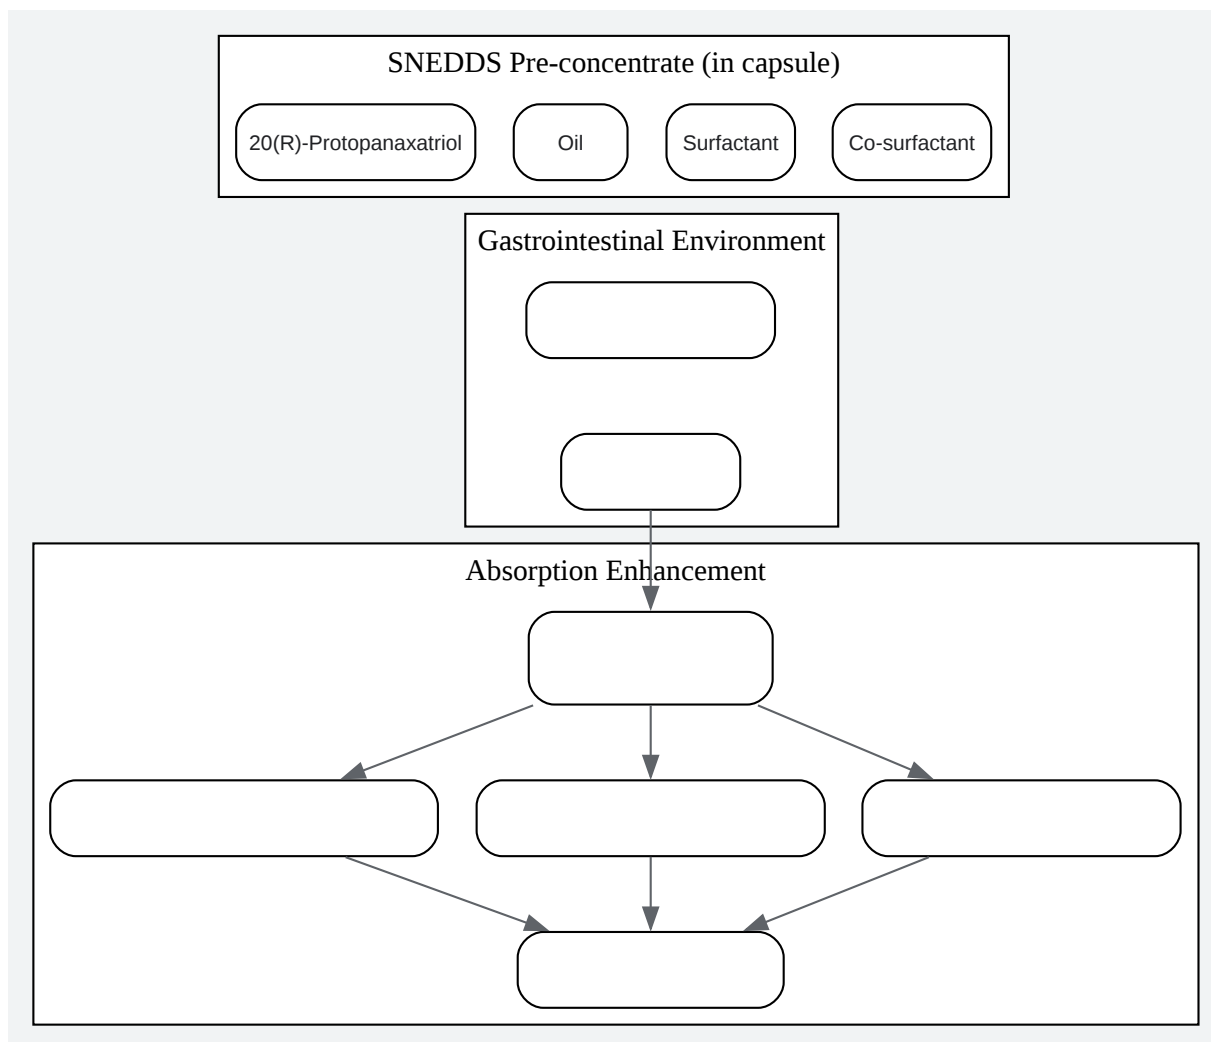 SNEDDS Pre-concentrate (in capsule)
20(R)-Protopanaxatriol
Oil
Surfactant
Co-surfactant
Gastrointestinal Environment
Absorption Enhancement